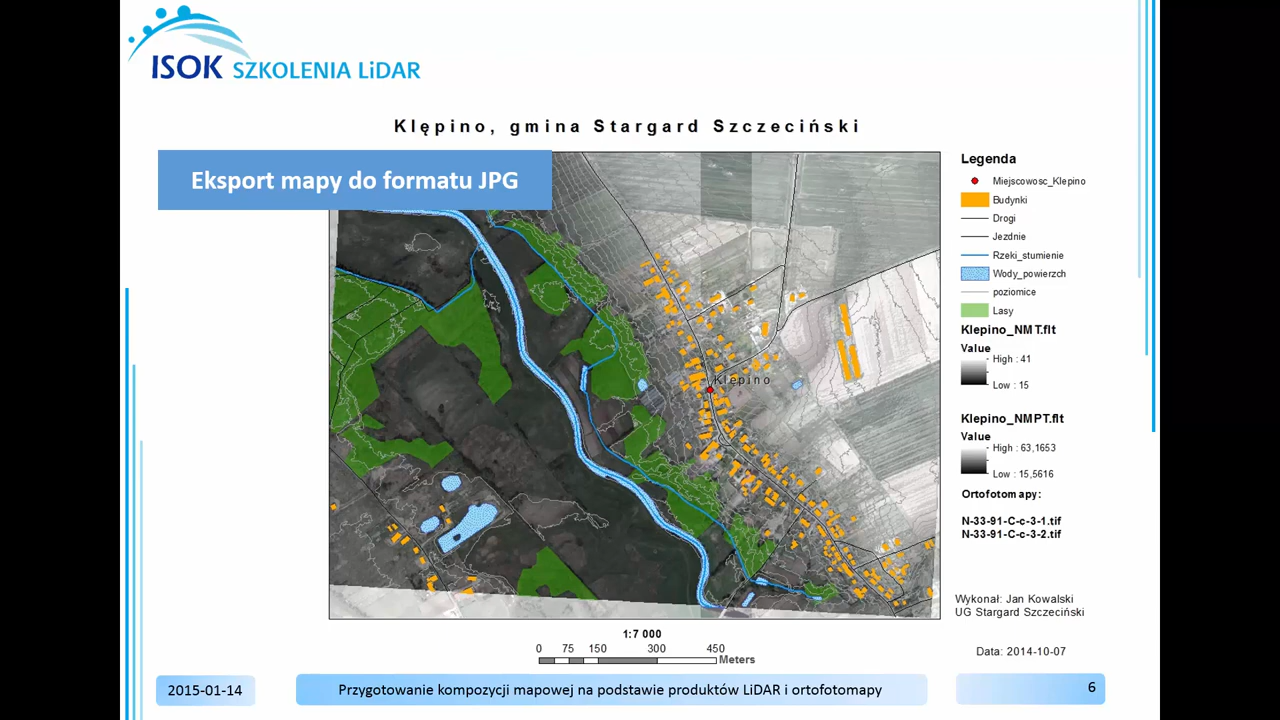 ISOK SZKOLENIA LiDAR
Klępino, gmina Stargard Szczeciński
Eksport mapy do formatu JPG
Klępino
Legenda
Miejscowosc_Klepino
Budynki
Drogi
Jezdnie
Rzeki_stumienie
Wody_powierzch
poziomice
Lasy
Klepino_NMT.flt
Value
High : 41
Low : 15
Klepino_NMPT.flt
Value
High : 63,1653
Low : 15,5616
Ortofotomapy:
N-33-91-C-c-3-1.tif
N-33-91-C-c-3-2.tif
Wykonał: Jan Kowalski
UG Stargard Szczeciński
Data: 2014-10-07
1:7 000
0 75 150 300 450
Meters
2015-01-14
Przygotowanie kompozycji mapowej na podstawie produktów LiDAR i ortofotomapy
6